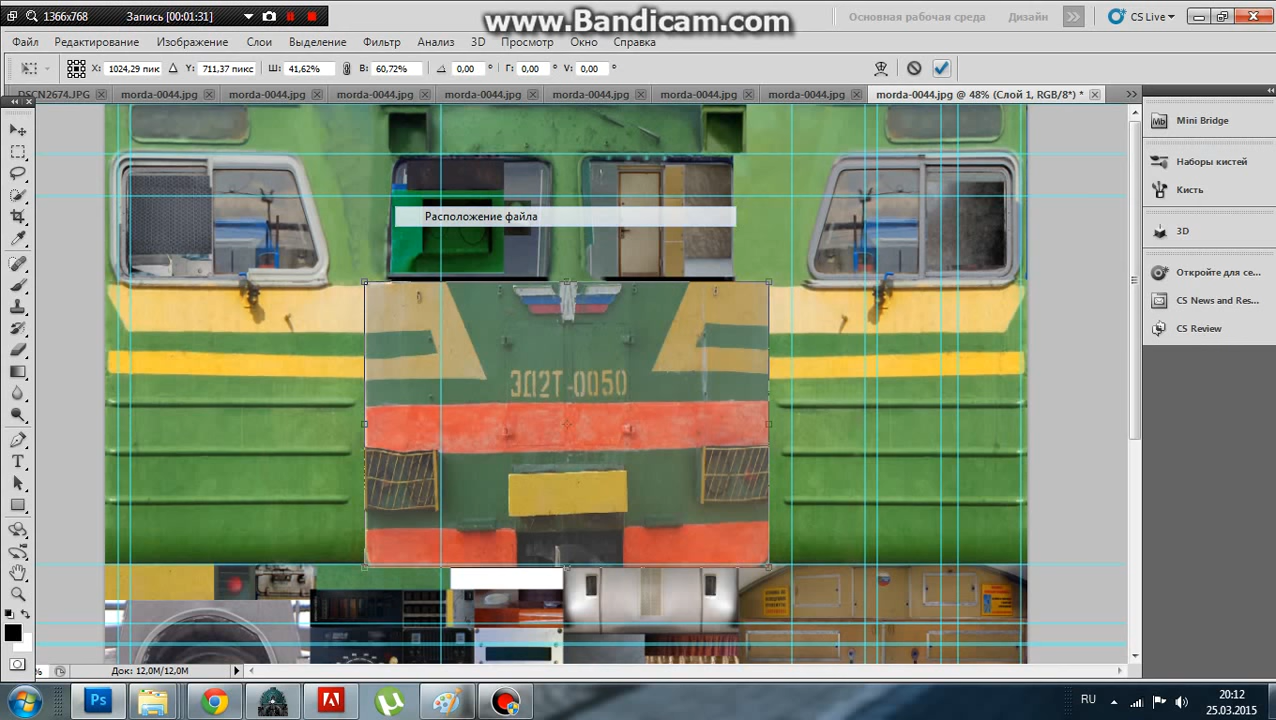 1366x768 Запись [00:01:31]
www.Bandicam.com
Основная рабочая среда Дизайн CS Live
Файл Редактирование Изображение Слои Выделение Фильтр Анализ 3D Просмотр Окно Справка
X: 1024,29 пик Y: 711,37 пикс Ш: 41,62% В: 60,72% 0,00 ° Г: 0,00 ° V: 0,00 °
DSCN2674.JPG morda-0044.jpg morda-0044.jpg morda-0044.jpg morda-0044.jpg morda-0044.jpg morda-0044.jpg morda-0044.jpg morda-0044.jpg @ 48% (Слой 1, RGB/8*) *
Mb Mini Bridge
Наборы кистей
Кисть
3D
Откройте для се...
CS News and Res...
CS Review
Расположение файла
ЭД2Т-0050
Док: 12,0M/12,0M
Ps
RU
20:12
25.03.2015